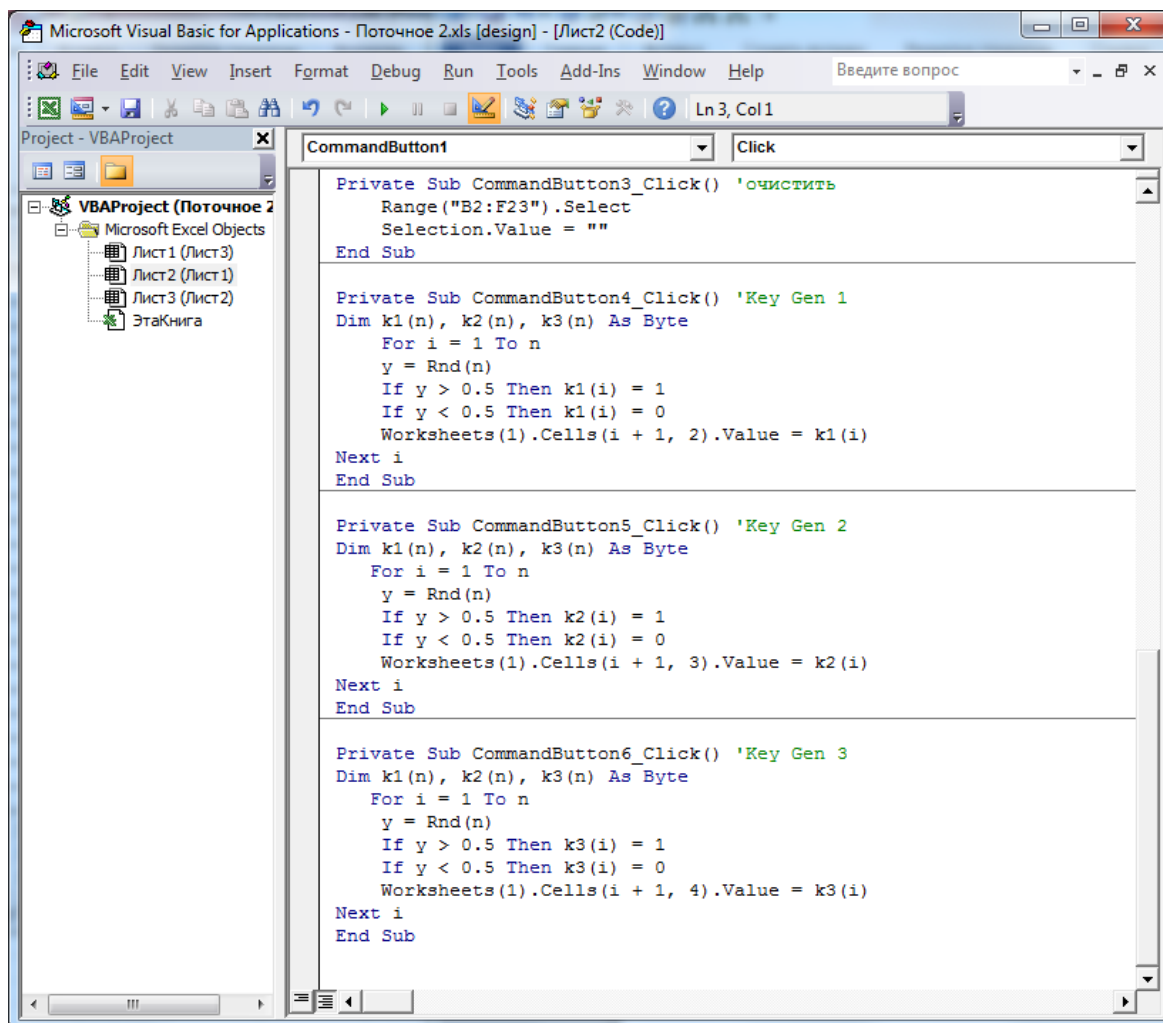 Microsoft Visual Basic for Applications - Поточное 2.xls [design] - [Лист2 (Code)]
File Edit View Insert Format Debug Run Tools Add-Ins Window Help Введите вопрос
Ln 3, Col 1
Project - VBAProject
CommandButton1 Click
VBAProject (Поточное 2
Microsoft Excel Objects
Лист1 (Лист3)
Лист2 (Лист1)
Лист3 (Лист2)
ЭтаКнига
Private Sub CommandButton3_Click() 'очистить
Range("B2:F23").Select
Selection.Value = ""
End Sub
Private Sub CommandButton4_Click() 'Key Gen 1
Dim k1(n), k2(n), k3(n) As Byte
For i = 1 To n
y = Rnd(n)
If y > 0.5 Then k1(i) = 1
If y < 0.5 Then k1(i) = 0
Worksheets(1).Cells(i + 1, 2).Value = k1(i)
Next i
End Sub
Private Sub CommandButton5_Click() 'Key Gen 2
Dim k1(n), k2(n), k3(n) As Byte
For i = 1 To n
y = Rnd(n)
If y > 0.5 Then k2(i) = 1
If y < 0.5 Then k2(i) = 0
Worksheets(1).Cells(i + 1, 3).Value = k2(i)
Next i
End Sub
Private Sub CommandButton6_Click() 'Key Gen 3
Dim k1(n), k2(n), k3(n) As Byte
For i = 1 To n
y = Rnd(n)
If y > 0.5 Then k3(i) = 1
If y < 0.5 Then k3(i) = 0
Worksheets(1).Cells(i + 1, 4).Value = k3(i)
Next i
End Sub